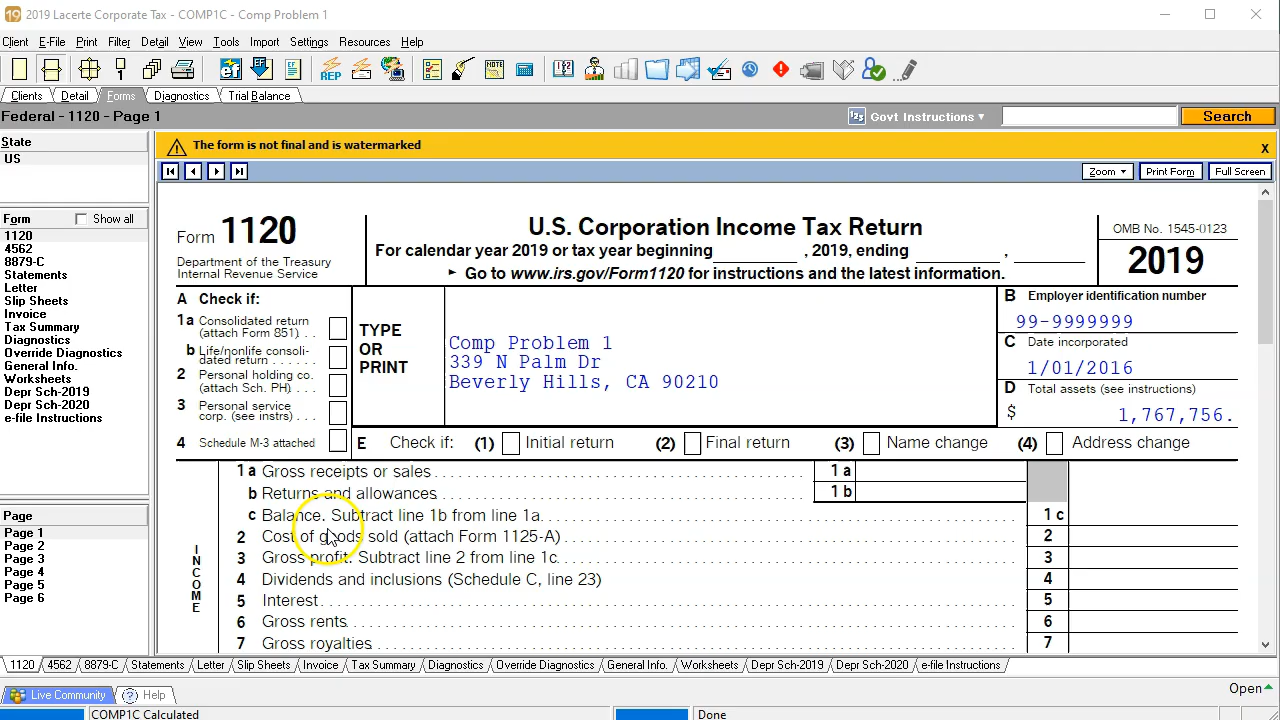 19 2019 Lacerte Corporate Tax - COMP1C - Comp Problem 1
Client E-File Print Filter Detail View Tools Import Settings Resources Help
Clients Detail Forms Diagnostics Trial Balance
Federal - 1120 - Page 1
Govt Instructions
Search
State
US
The form is not final and is watermarked
x
Zoom Print Form Full Screen
Form Show all
1120
4562
8879-C
Statements
Letter
Slip Sheets
Invoice
Tax Summary
Diagnostics
Override Diagnostics
General Info.
Worksheets
Depr Sch-2019
Depr Sch-2020
e-file Instructions
Page
Page 1
Page 2
Page 3
Page 4
Page 5
Page 6
Form 1120
Department of the Treasury
Internal Revenue Service
U.S. Corporation Income Tax Return
For calendar year 2019 or tax year beginning , 2019, ending ,
► Go to www.irs.gov/Form1120 for instructions and the latest information.
OMB No. 1545-0123
2019
A Check if:
1a Consolidated return
(attach Form 851) . .
b Life/nonlife consoli-
dated return . . . . . .
2 Personal holding co.
(attach Sch. PH) . . .
3 Personal service
corp. (see instrs) . . .
4 Schedule M-3 attached
TYPE
OR
PRINT
Comp Problem 1
339 N Palm Dr
Beverly Hills, CA 90210
B Employer identification number
99-9999999
C Date incorporated
1/01/2016
D Total assets (see instructions)
$ 1,767,756.
E Check if: (1) Initial return (2) Final return (3) Name change (4) Address change
INCOME
1 a Gross receipts or sales 1 a
b Returns and allowances 1 b
c Balance. Subtract line 1b from line 1a 1 c
2 Cost of goods sold (attach Form 1125-A) 2
3 Gross profit. Subtract line 2 from line 1c 3
4 Dividends and inclusions (Schedule C, line 23) 4
5 Interest 5
6 Gross rents 6
7 Gross royalties 7
1120 4562 8879-C Statements Letter Slip Sheets Invoice Tax Summary Diagnostics Override Diagnostics General Info. Worksheets Depr Sch-2019 Depr Sch-2020 e-file Instructions
Live Community Help
Open
COMP1C Calculated Done